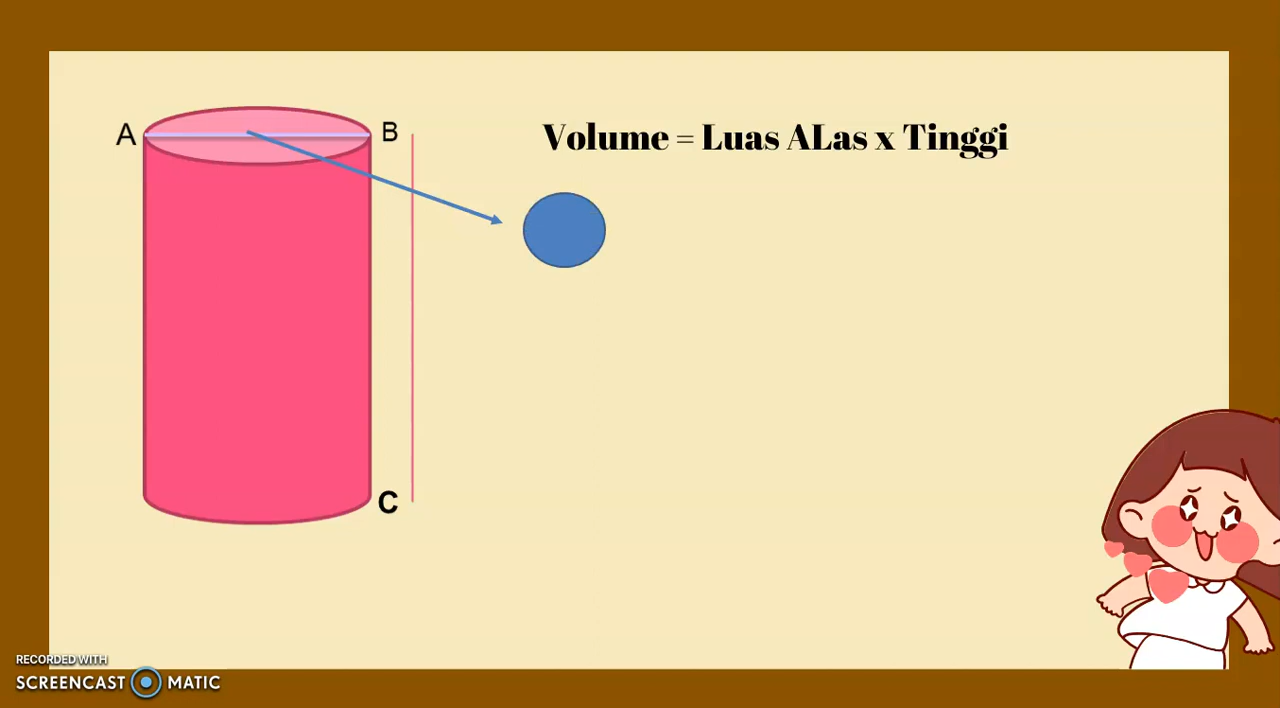 A
B
Volume = Luas ALas x Tinggi
C
RECORDED WITH
SCREENCAST MATIC